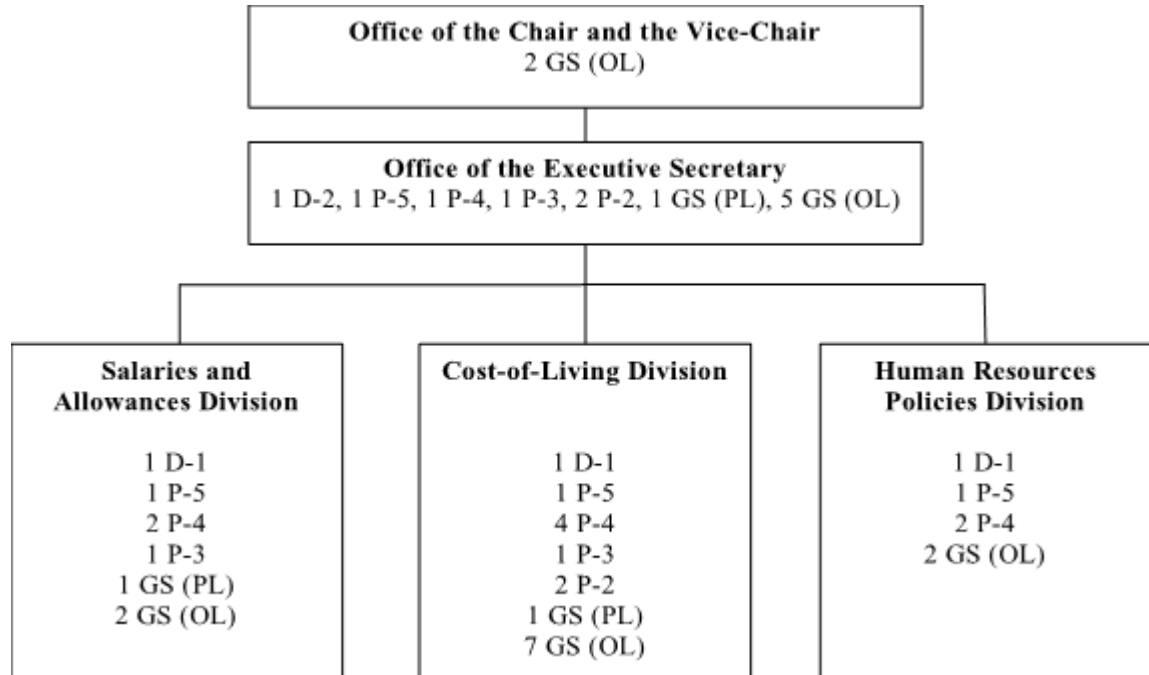 Office of the Chair and the Vice-Chair
2 GS (OL)
Office of the Executive Secretary
1 D-2, 1 P-5, 1 P-4, 1 P-3, 2 P-2, 1 GS (PL), 5 GS (OL)
Salaries and
Allowances Division
1 D-1
1 P-5
2 P-4
1 P-3
1 GS (PL)
2 GS (OL)
Cost-of-Living Division
1 D-1
1 P-5
4 P-4
1 P-3
2 P-2
1 GS (PL)
7 GS (OL)
Human Resources
Policies Division
1 D-1
1 P-5
2 P-4
2 GS (OL)